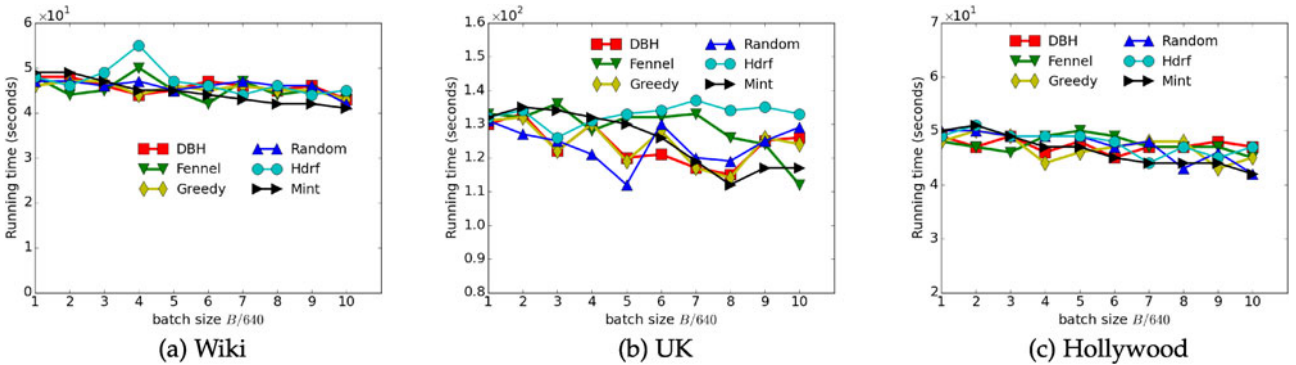 ×10¹
6
5
4
3
2
1
0
Running time (seconds)
DBH
Fennel
Greedy
Random
Hdrf
Mint
1 2 3 4 5 6 7 8 9 10
batch size B/640
(a) Wiki
×10²
1.6
1.5
1.4
1.3
1.2
1.1
1.0
0.9
0.8
Running time (seconds)
DBH
Fennel
Greedy
Random
Hdrf
Mint
1 2 3 4 5 6 7 8 9 10
batch size B/640
(b) UK
×10¹
7
6
5
4
3
2
Running time (seconds)
DBH
Fennel
Greedy
Random
Hdrf
Mint
1 2 3 4 5 6 7 8 9 10
batch size B/640
(c) Hollywood